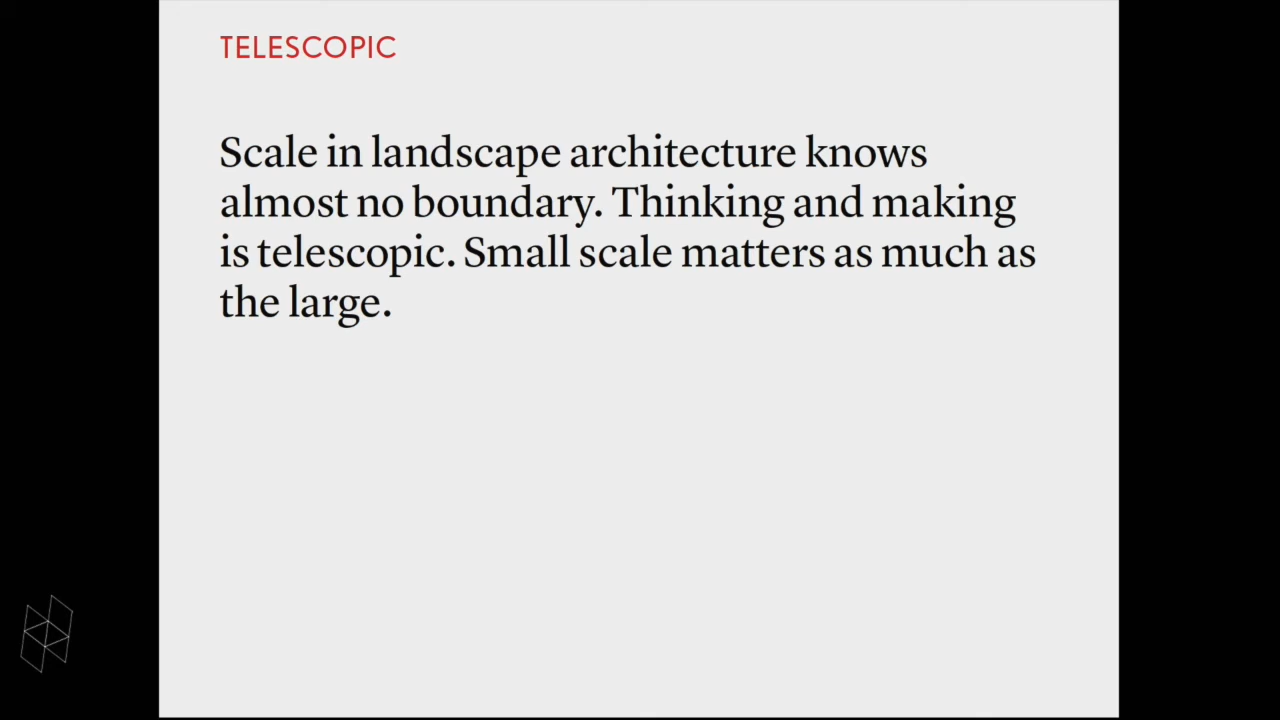 TELESCOPIC
Scale in landscape architecture knows
almost no boundary. Thinking and making
is telescopic. Small scale matters as much as
the large.